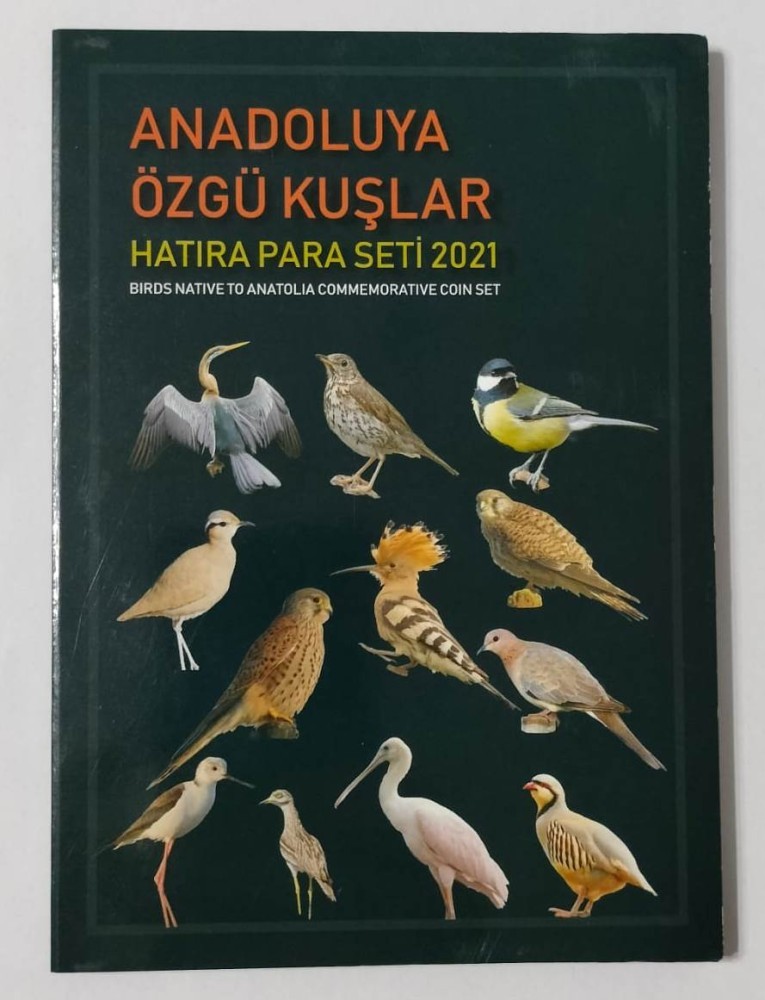 ANADOLUYA
ÖZGÜ KUŞLAR
HATIRA PARA SETİ 2021
BIRDS NATIVE TO ANATOLIA COMMEMORATIVE COIN SET